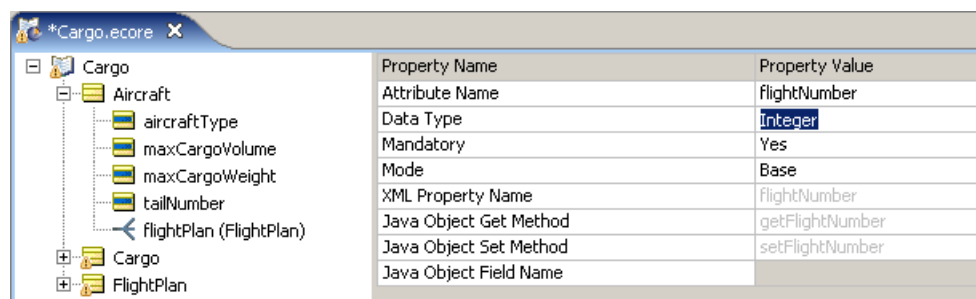 *Cargo.ecore
Cargo
Aircraft
aircraftType
maxCargoVolume
maxCargoWeight
tailNumber
flightPlan (FlightPlan)
Cargo
FlightPlan
Property Name Property Value
Attribute Name flightNumber
Data Type Integer
Mandatory Yes
Mode Base
XML Property Name flightNumber
Java Object Get Method getFlightNumber
Java Object Set Method setFlightNumber
Java Object Field Name